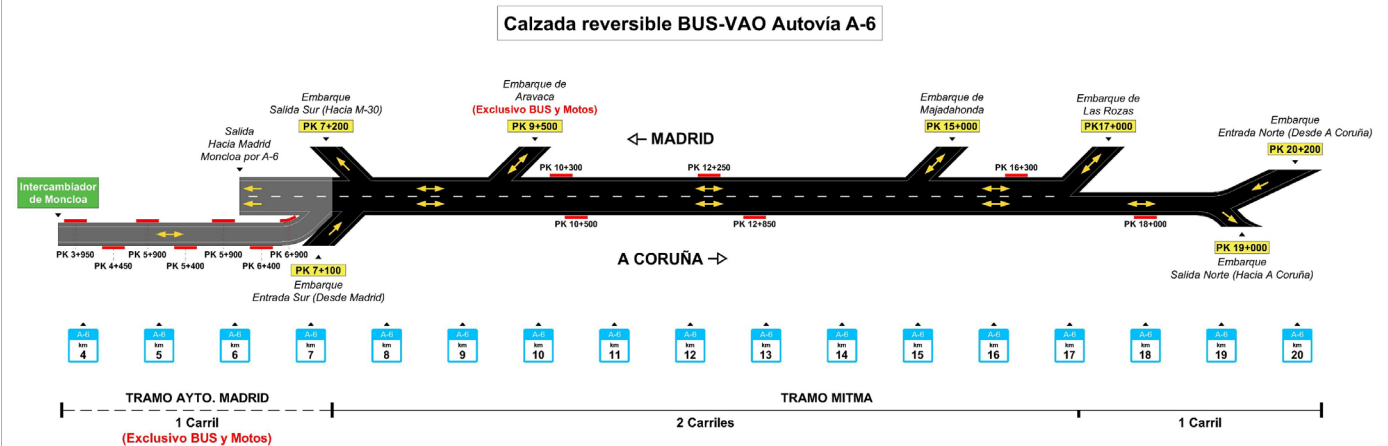 Calzada reversible BUS-VAO Autovía A-6
Embarque
Salida Sur (Hacia M-30)
PK 7+200
Embarque de
Aravaca
(Exclusivo BUS y Motos)
PK 9+500
Embarque de
Majadahonda
PK 15+000
Embarque de
Las Rozas
PK17+000
Embarque
Entrada Norte (Desde A Coruña)
PK 20+200
Salida
Hacia Madrid
Moncloa por A-6
MADRID
PK 10+300
PK 12+250
PK 16+300
Intercambiador
de Moncloa
PK 3+950
PK 4+450
PK 5+900
PK 5+400
PK 5+900
PK 6+400
PK 6+900
PK 7+100
Embarque
Entrada Sur (Desde Madrid)
PK 10+500
PK 12+850
PK 18+000
A CORUÑA
PK 19+000
Embarque
Salida Norte (Hacia A Coruña)
A-6 km 4
A-6 km 5
A-6 km 6
A-6 km 7
A-6 km 8
A-6 km 9
A-6 km 10
A-6 km 11
A-6 km 12
A-6 km 13
A-6 km 14
A-6 km 15
A-6 km 16
A-6 km 17
A-6 km 18
A-6 km 19
A-6 km 20
TRAMO AYTO. MADRID
TRAMO MITMA
1 Carril
(Exclusivo BUS y Motos)
2 Carriles
1 Carril